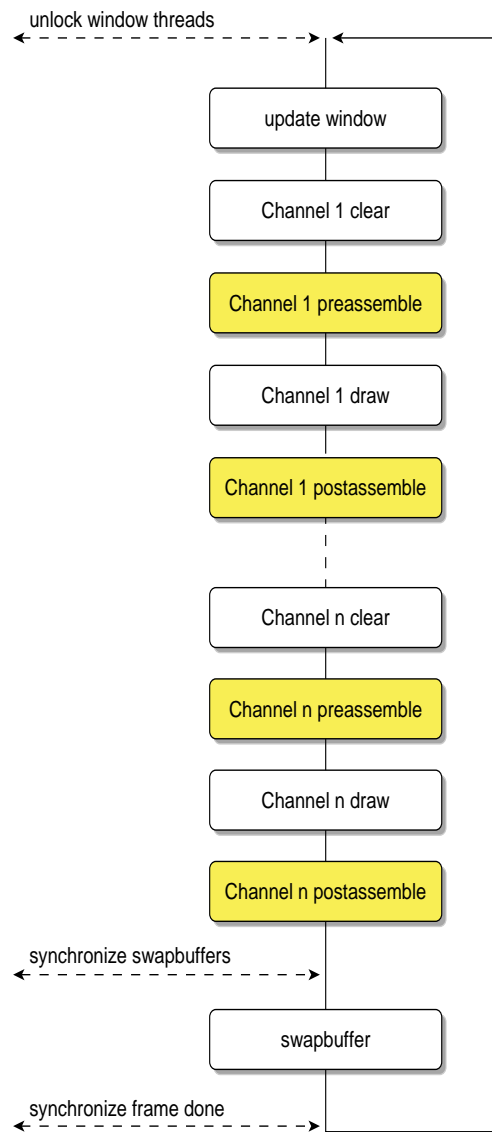 unlock window threads
update window
Channel 1 clear
Channel 1 preassemble
Channel 1 draw
Channel 1 postassemble
Channel n clear
Channel n preassemble
Channel n draw
Channel n postassemble
synchronize swapbuffers
swapbuffer
synchronize frame done